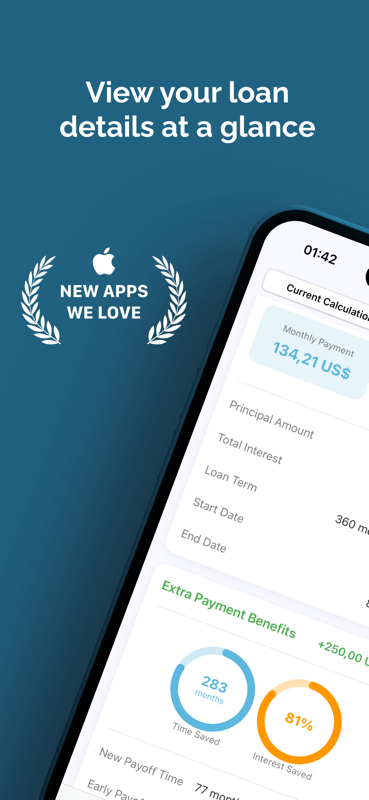 View your loan
details at a glance
NEW APPS
WE LOVE
01:42
Current Calculation
Monthly Payment
134,21 US$
Principal Amount
Total Interest
Loan Term
360
Start Date
End Date
Extra Payment Benefits
+250,00
283
months
81%
Time Saved
Interest Saved
New Payoff Time
77
Early